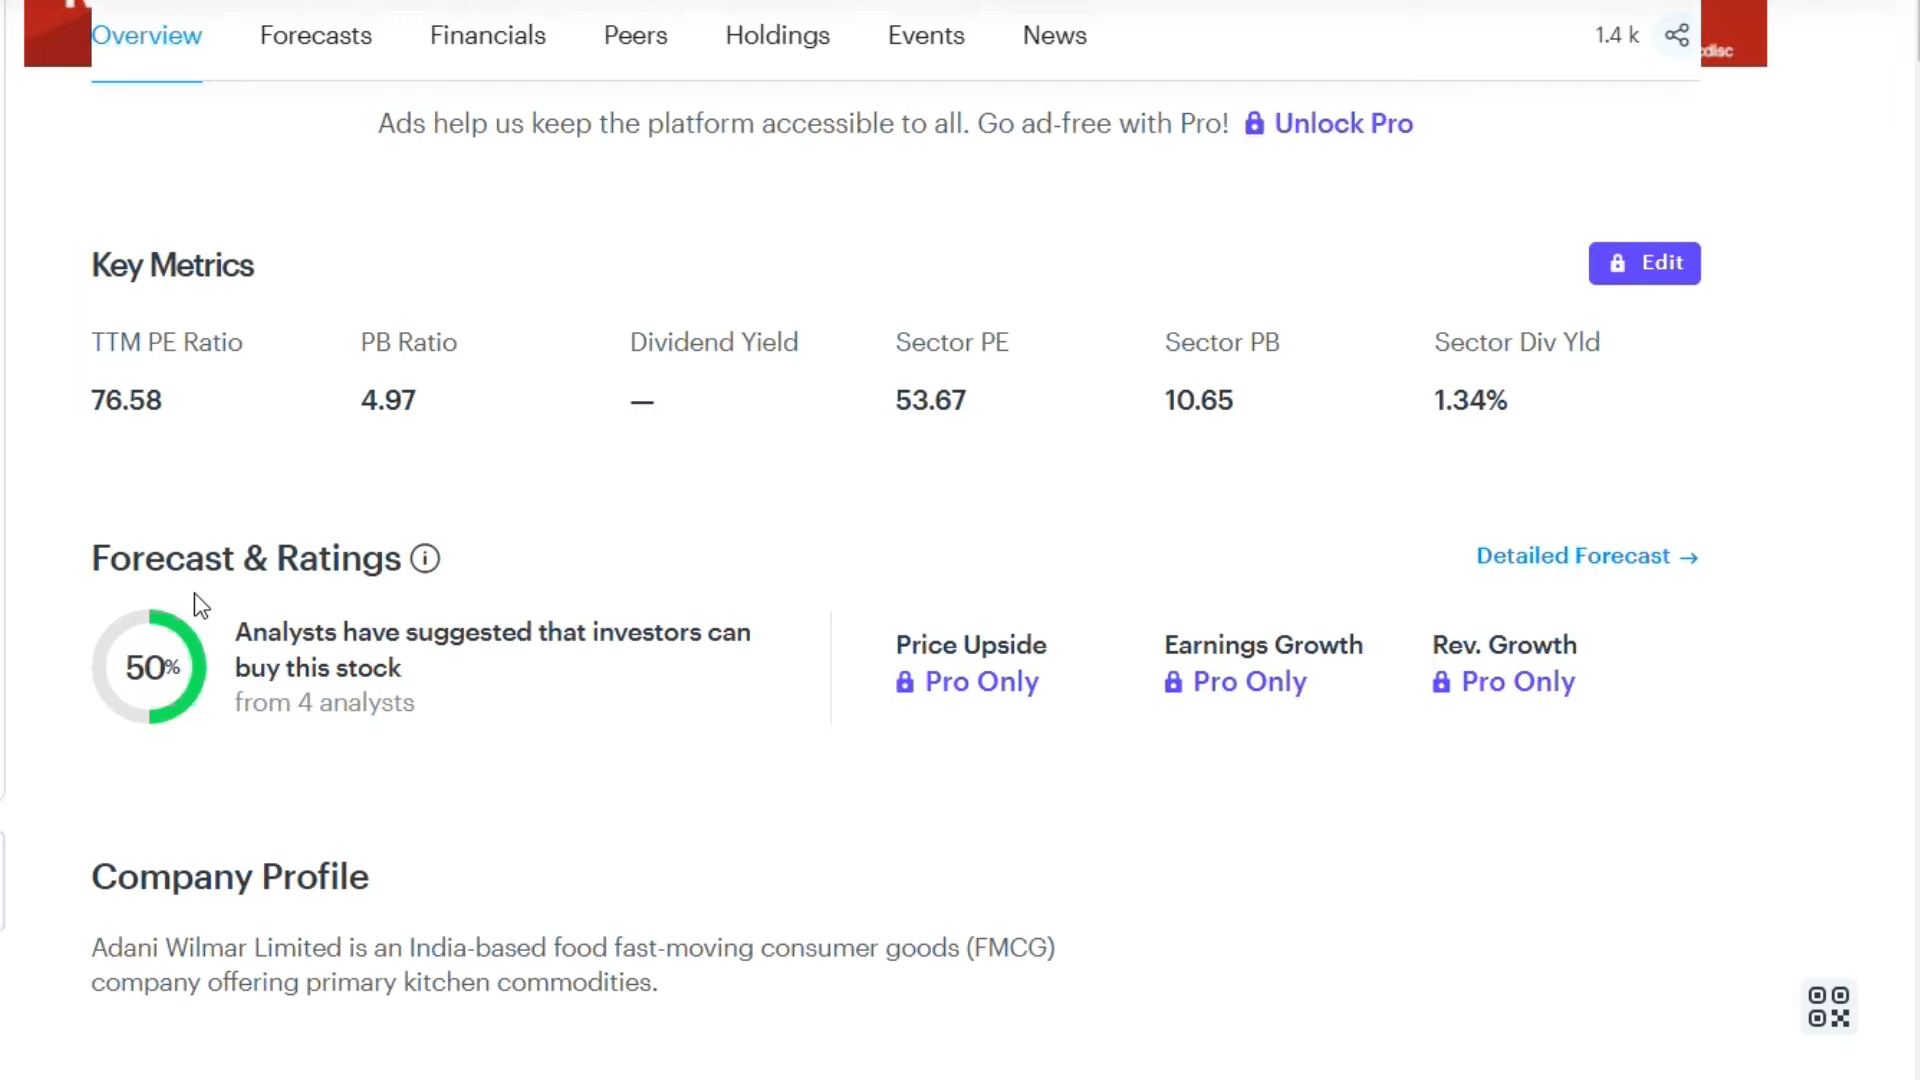 Overview Forecasts Financials Peers Holdings Events News 1.4 k
Ads help us keep the platform accessible to all. Go ad-free with Pro! Unlock Pro
Key Metrics Edit
TTM PE Ratio PB Ratio Dividend Yield Sector PE Sector PB Sector Div Yld
76.58 4.97 — 53.67 10.65 1.34%
Forecast & Ratings Detailed Forecast →
50%
Analysts have suggested that investors can
buy this stock
from 4 analysts
Price Upside Earnings Growth Rev. Growth
Pro Only Pro Only Pro Only
Company Profile
Adani Wilmar Limited is an India-based food fast-moving consumer goods (FMCG)
company offering primary kitchen commodities.